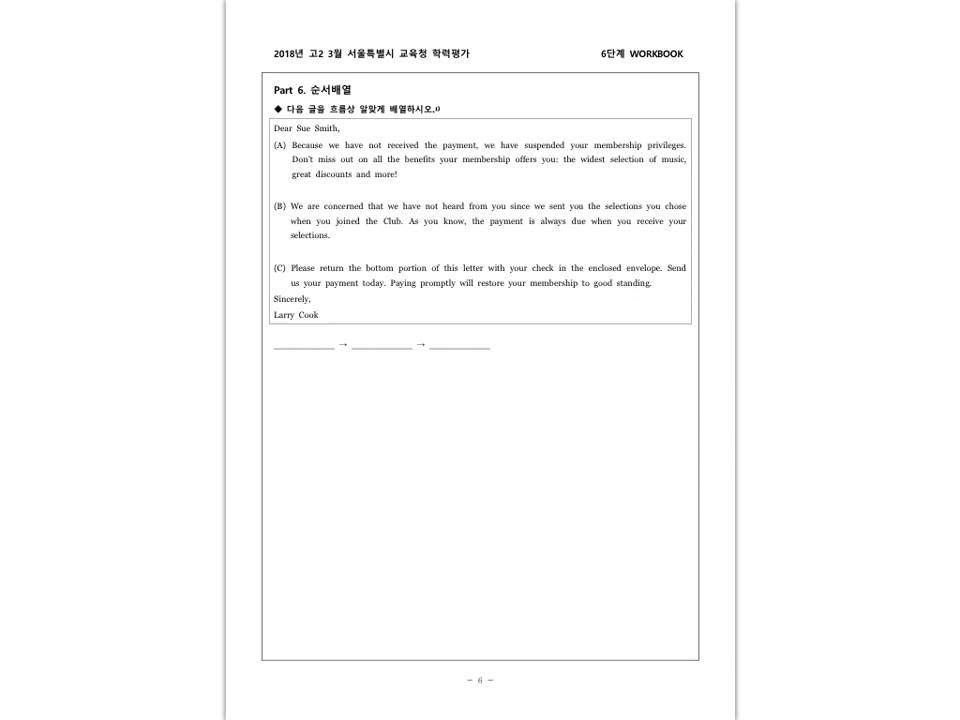 2018년 고2 3월 서울특별시 교육청 학력평가
6단계 WORKBOOK
Part 6. 순서배열
◆ 다음 글을 흐름상 알맞게 배열하시오.1)
Dear Sue Smith,
(A) Because we have not received the payment, we have suspended your membership privileges.
Don't miss out on all the benefits your membership offers you: the widest selection of music,
great discounts and more!
(B) We are concerned that we have not heard from you since we sent you the selections you chose
when you joined the Club. As you know, the payment is always due when you receive your
selections.
(C) Please return the bottom portion of this letter with your check in the enclosed envelope. Send
us your payment today. Paying promptly will restore your membership to good standing.
Sincerely,
Larry Cook
____________ → ____________ → ____________
- 6 -